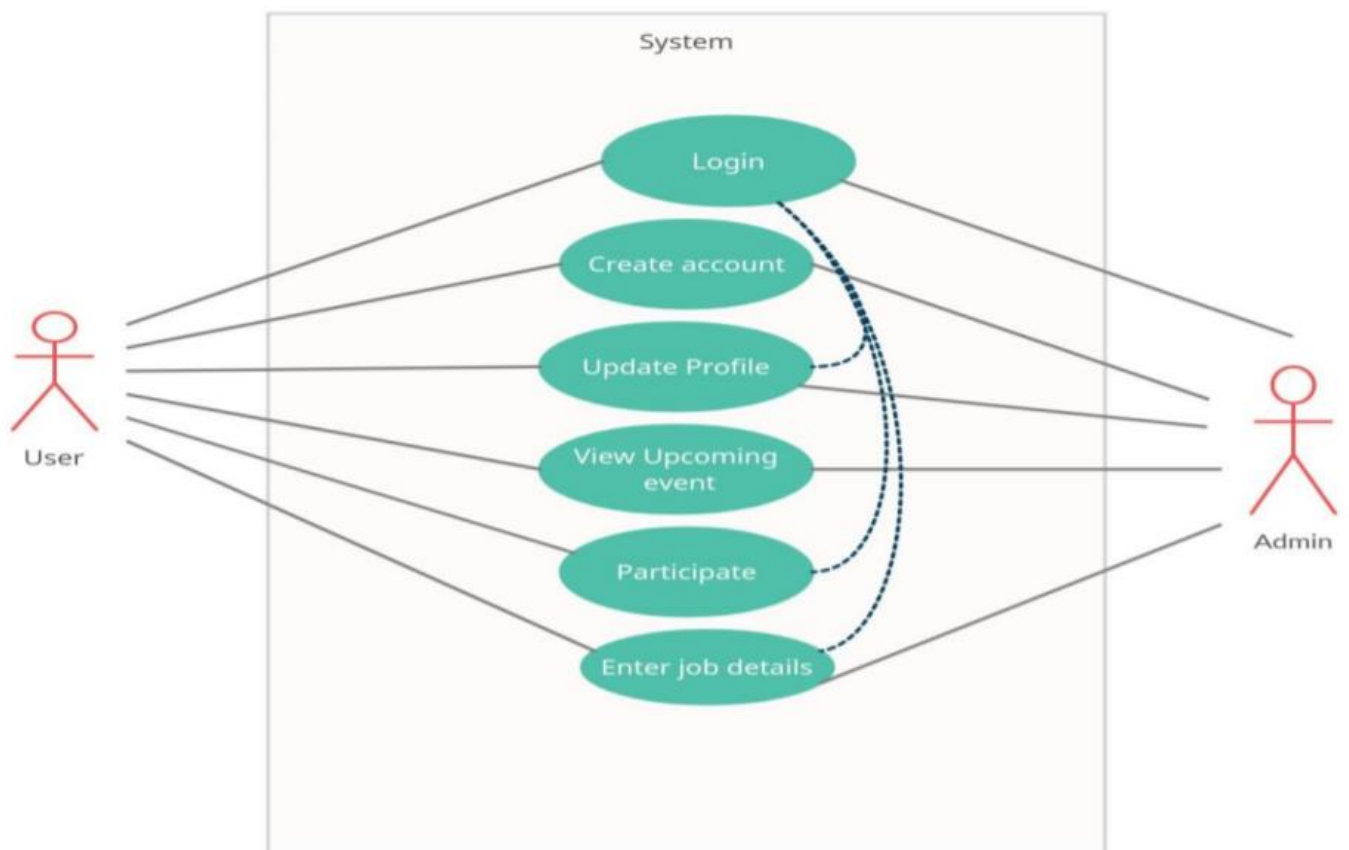 System
Login
Create account
Update Profile
View Upcoming
event
Participate
Enter job details
User
Admin